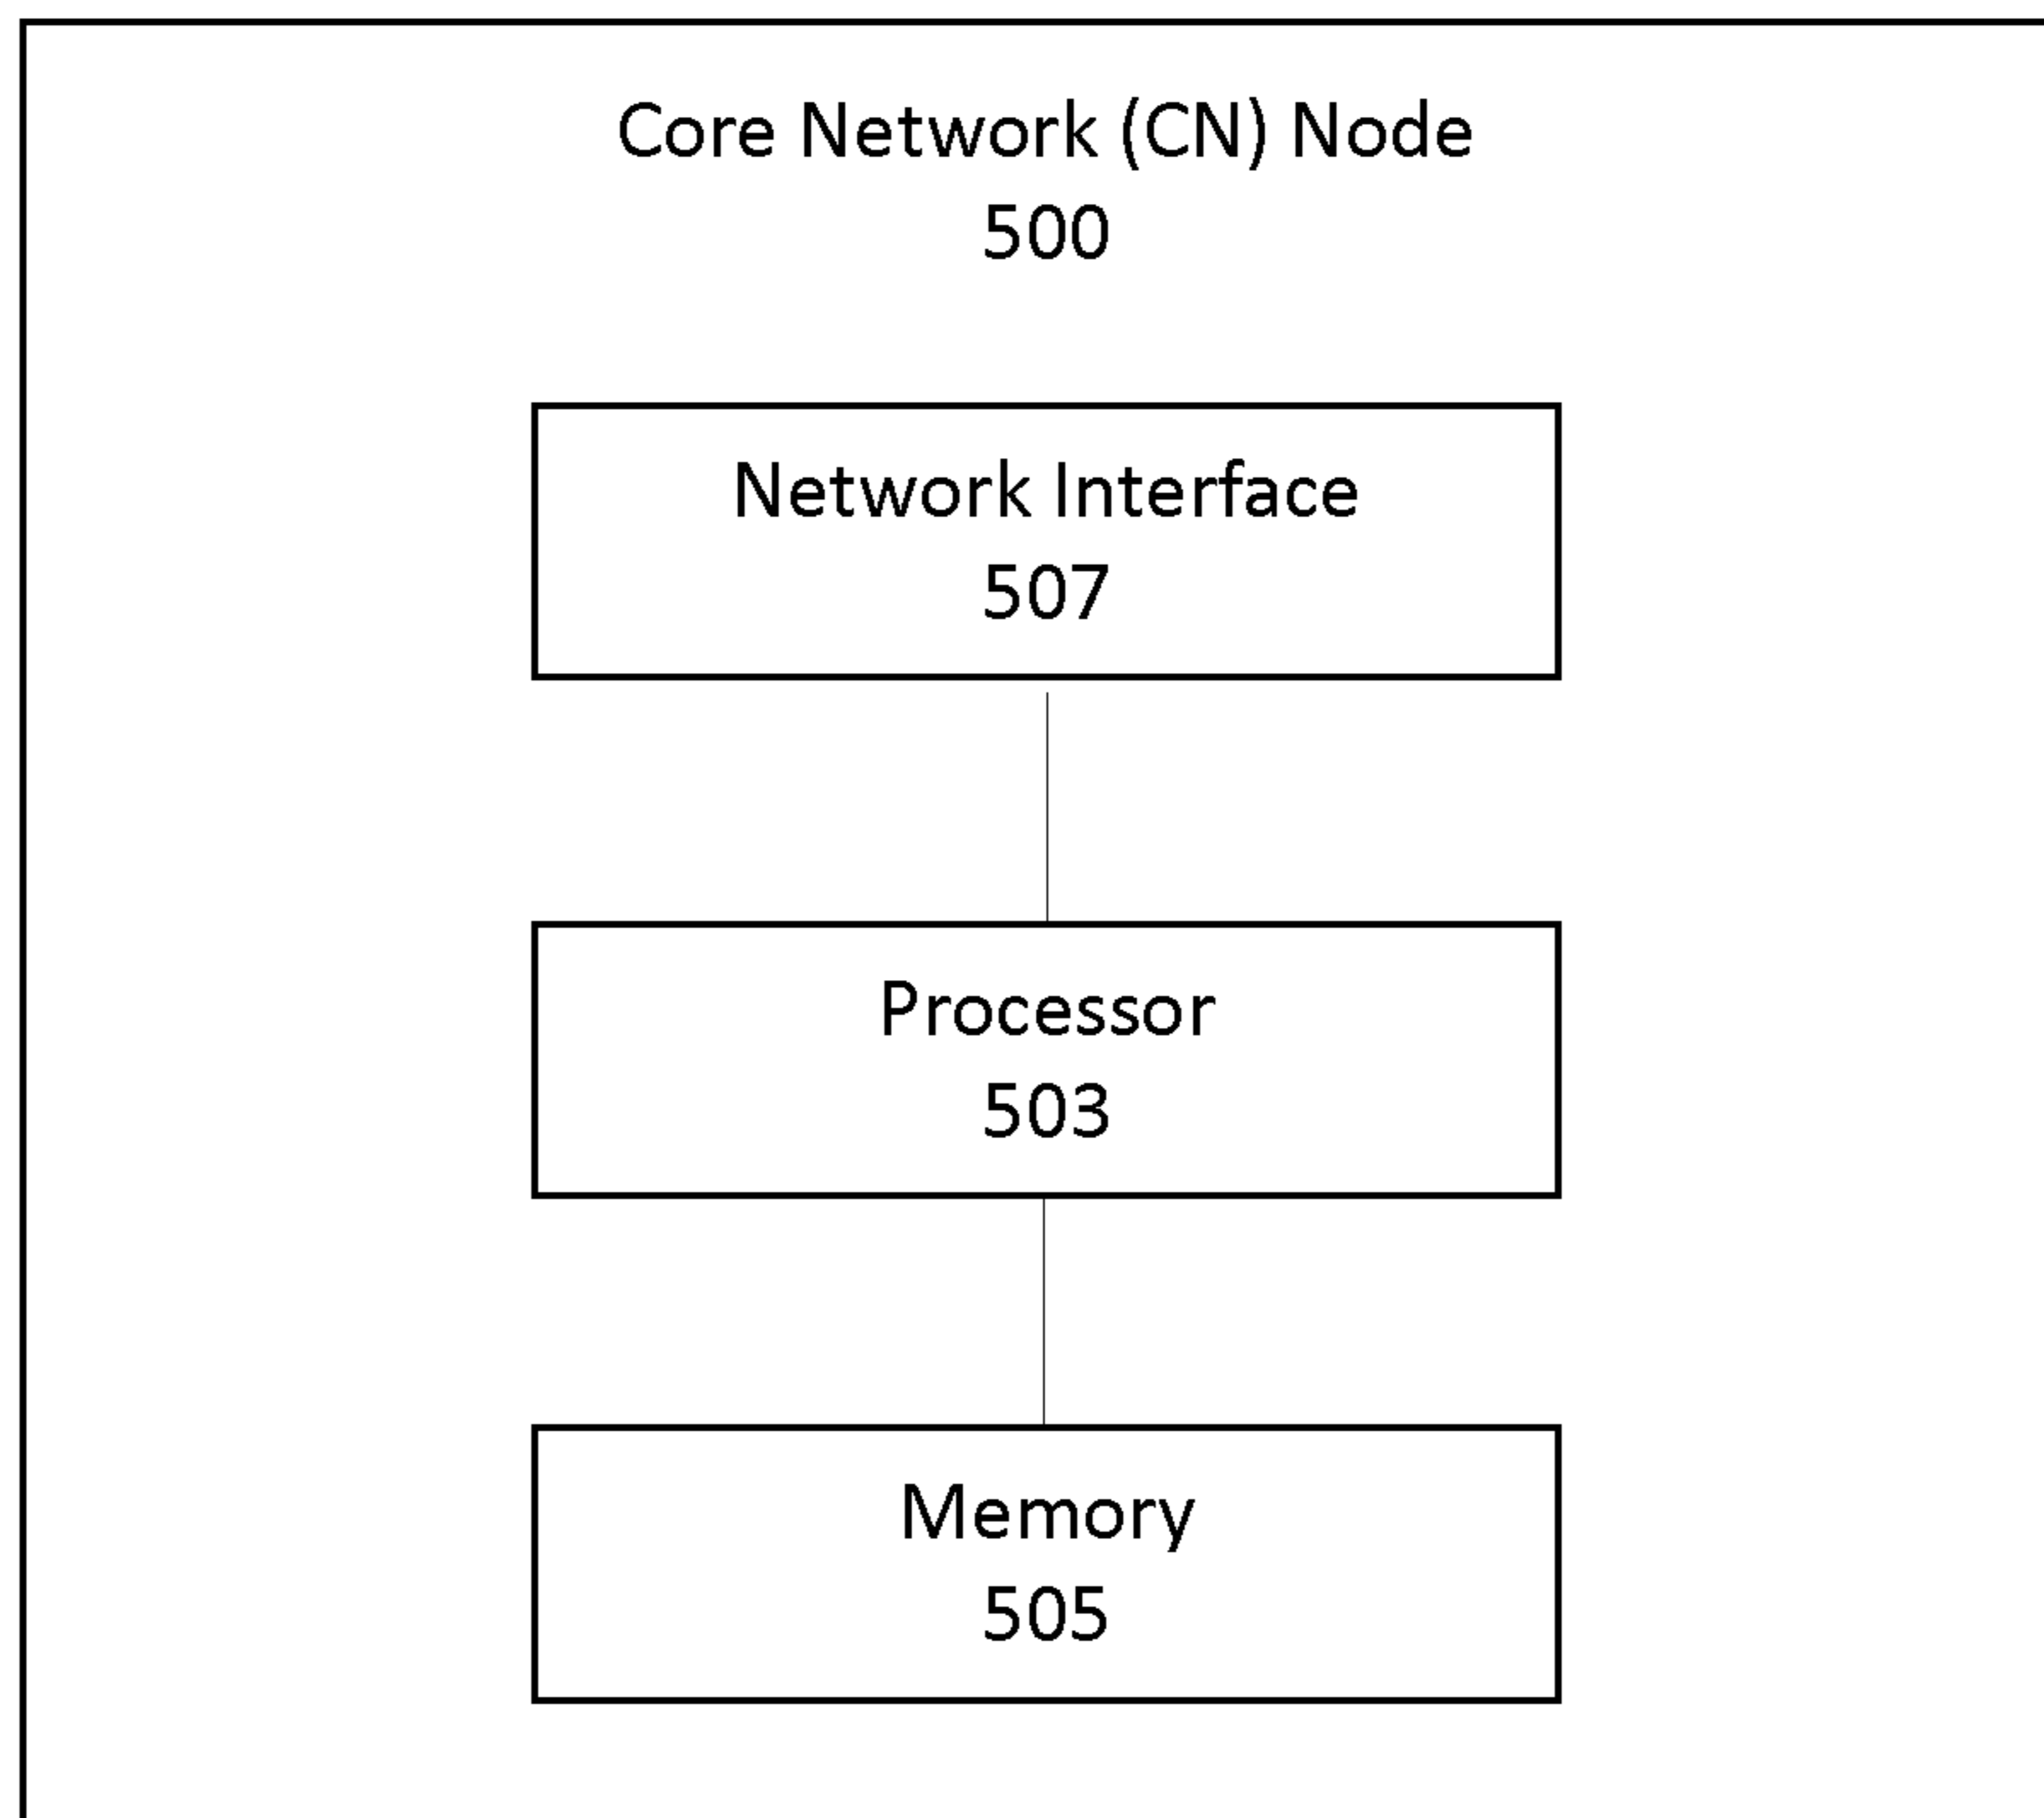 Core Network (CN) Node
500
Network Interface
507
Processor
503
Memory
505